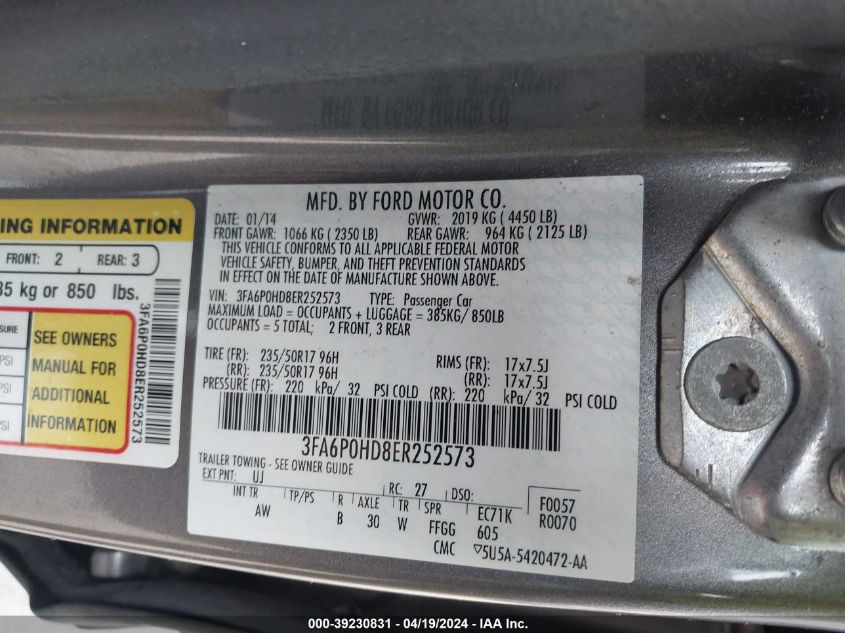 MFD. BY FORD MOTOR CO.
DATE: 01/14 GVWR: 2019 KG ( 4450 LB)
FRONT GAWR: 1066 KG ( 2350 LB) REAR GAWR: 964 KG ( 2125 LB)
THIS VEHICLE CONFORMS TO ALL APPLICABLE FEDERAL MOTOR
VEHICLE SAFETY, BUMPER, AND THEFT PREVENTION STANDARDS
IN EFFECT ON THE DATE OF MANUFACTURE SHOWN ABOVE.
VIN: 3FA6P0HD8ER252573 TYPE: Passenger Car
MAXIMUM LOAD = OCCUPANTS + LUGGAGE = 385KG/ 850LB
OCCUPANTS = 5 TOTAL; 2 FRONT, 3 REAR
TIRE (FR): 235/50R17 96H RIMS (FR): 17x7.5J
(RR): 235/50R17 96H (RR): 17x7.5J
PRESSURE (FR): 220 kPa/ 32 PSI COLD (RR): 220 kPa/ 32 PSI COLD
3FA6P0HD8ER252573
TRAILER TOWING - SEE OWNER GUIDE
EXT PNT: UJ RC: 27 DSO: F0057
INT TR TP/PS R AXLE TR SPR EC71K R0070
AW B 30 W FFGG 605
CMC ▽5U5A-5420472-AA
ING INFORMATION
FRONT: 2 REAR: 3
85 kg or 850 lbs.
SEE OWNERS
MANUAL FOR
ADDITIONAL
INFORMATION
PSI
PSI
PSI
3FA6P0HD8ER252573
000-39230831 - 04/19/2024 - IAA Inc.